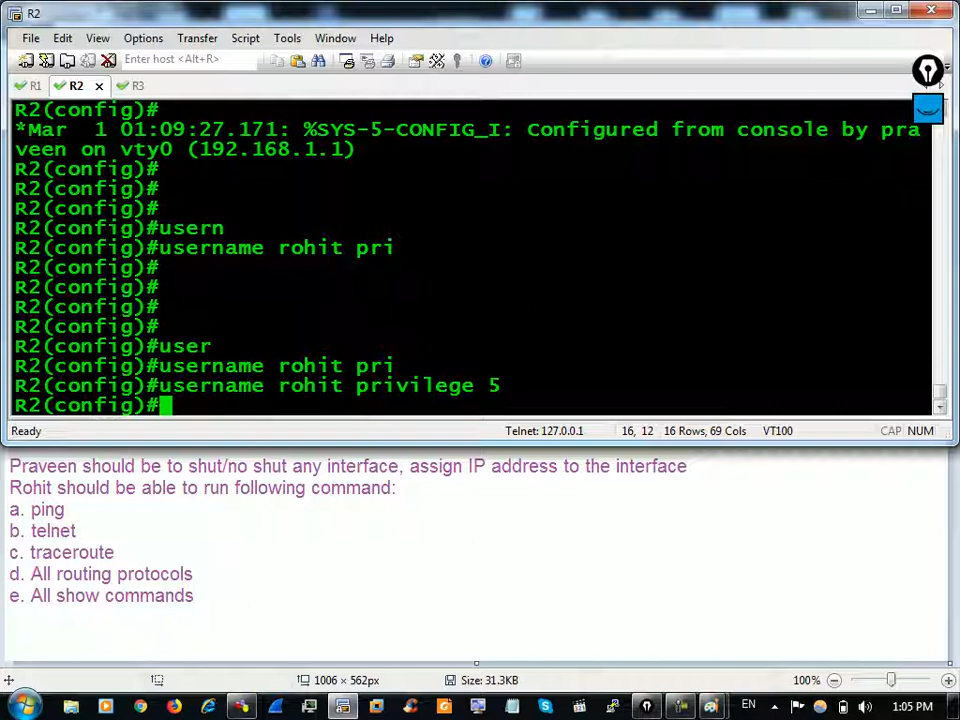 R2
File Edit View Options Transfer Script Tools Window Help
Enter host <Alt+R>
R1 R2 R3
R2(config)#
*Mar  1 01:09:27.171: %SYS-5-CONFIG_I: Configured from console by pra
veen on vty0 (192.168.1.1)
R2(config)#
R2(config)#
R2(config)#
R2(config)#usern
R2(config)#username rohit pri
R2(config)#
R2(config)#
R2(config)#
R2(config)#
R2(config)#user
R2(config)#username rohit pri
R2(config)#username rohit privilege 5
R2(config)#
Ready Telnet: 127.0.0.1 16, 12 16 Rows, 69 Cols VT100 CAP NUM
Praveen should be to shut/no shut any interface, assign IP address to the interface
Rohit should be able to run following command:
a. ping
b. telnet
c. traceroute
d. All routing protocols
e. All show commands
1006 × 562px Size: 31.3KB 100%
EN 1:05 PM